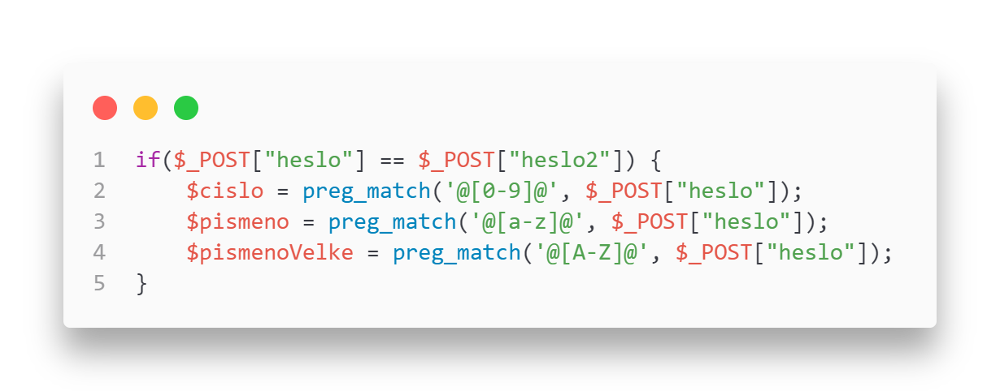 1 if($_POST["heslo"] == $_POST["heslo2"]) {
2     $cislo = preg_match('@[0-9]@', $_POST["heslo"]);
3     $pismeno = preg_match('@[a-z]@', $_POST["heslo"]);
4     $pismenoVelke = preg_match('@[A-Z]@', $_POST["heslo"]);
5 }